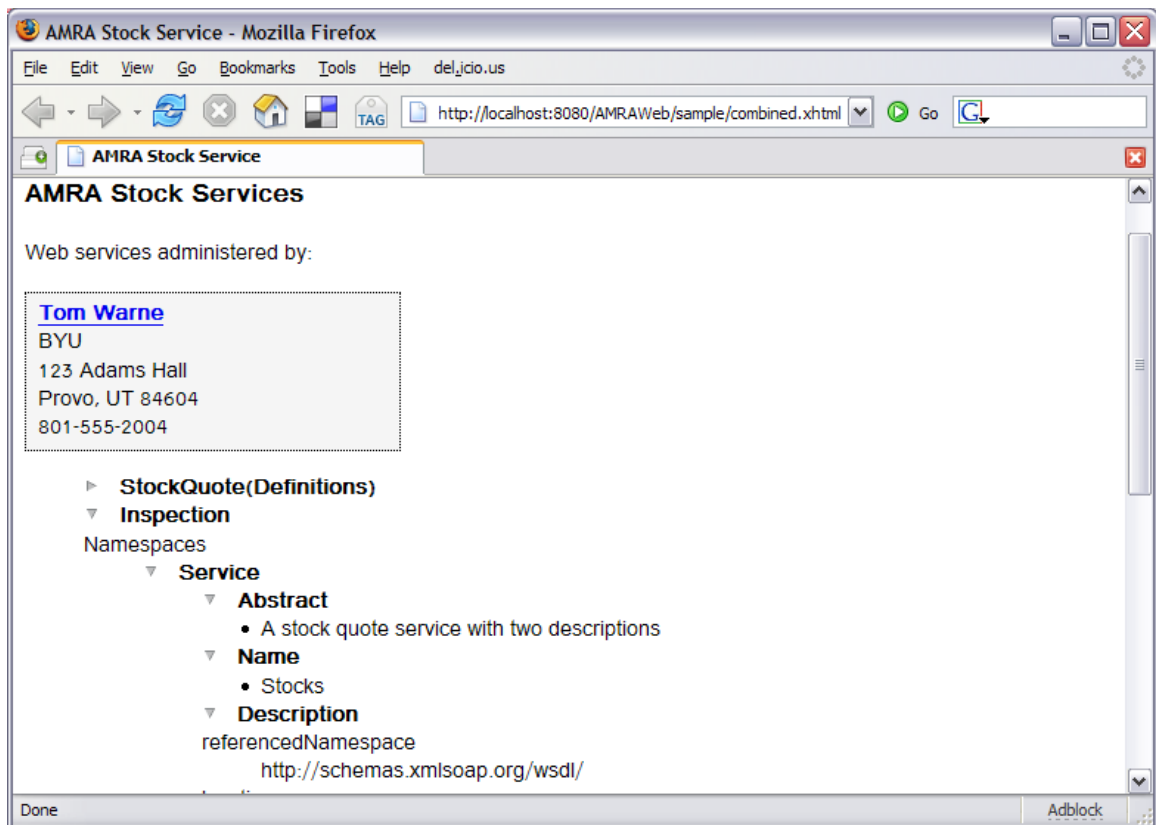 AMRA Stock Service - Mozilla Firefox
File Edit View Go Bookmarks Tools Help del.icio.us
TAG http://localhost:8080/AMRAWeb/sample/combined.xhtml Go G
AMRA Stock Service
AMRA Stock Services
Web services administered by:
Tom Warne
BYU
123 Adams Hall
Provo, UT 84604
801-555-2004
StockQuote(Definitions)
Inspection
Namespaces
Service
Abstract
• A stock quote service with two descriptions
Name
• Stocks
Description
referencedNamespace
http://schemas.xmlsoap.org/wsdl/
Done Adblock